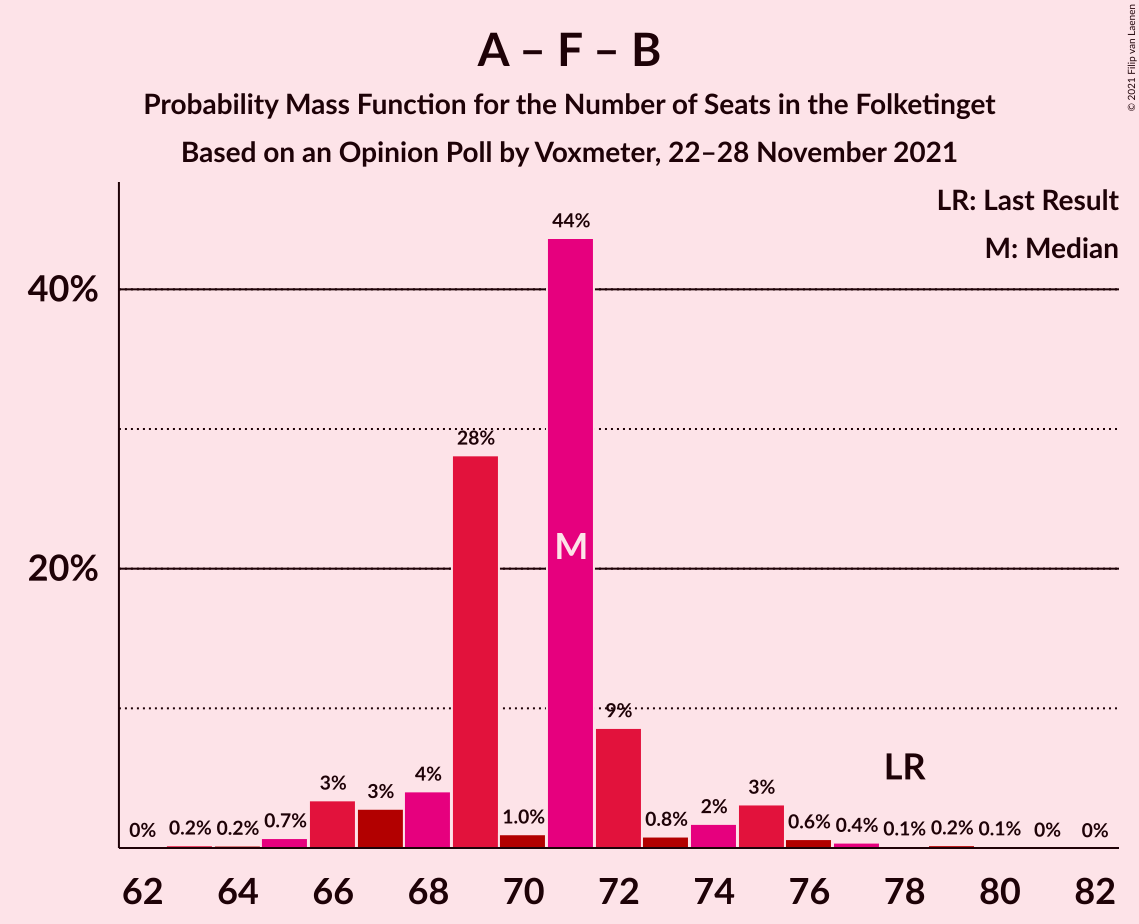 A – F – B
Probability Mass Function for the Number of Seats in the Folketinget
Based on an Opinion Poll by Voxmeter, 22–28 November 2021
© 2021 Filip van Laenen
LR: Last Result
M: Median
40%
20%
0% 0.2% 0.2% 0.7% 3% 3% 4% 28% 1.0% 44% 9% 0.8% 2% 3% 0.6% 0.4% 0.1% 0.2% 0.1% 0% 0%
M
LR
62 64 66 68 70 72 74 76 78 80 82